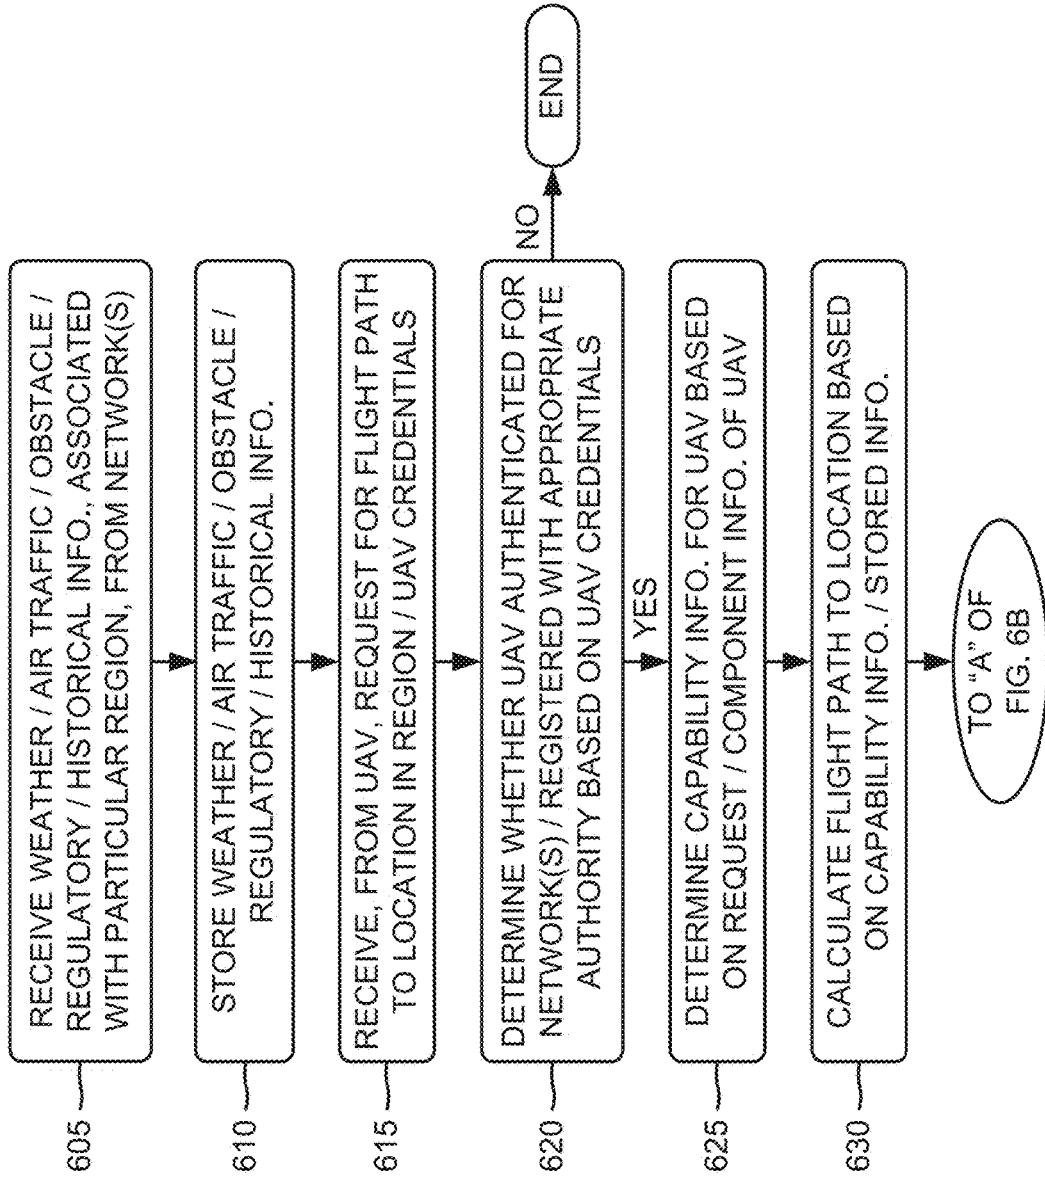 605
RECEIVE WEATHER / AIR TRAFFIC / OBSTACLE /
REGULATORY / HISTORICAL INFO., ASSOCIATED
WITH PARTICULAR REGION, FROM NETWORK(S)
610
STORE WEATHER / AIR TRAFFIC / OBSTACLE /
REGULATORY / HISTORICAL INFO.
615
RECEIVE, FROM UAV, REQUEST FOR FLIGHT PATH
TO LOCATION IN REGION / UAV CREDENTIALS
620
DETERMINE WHETHER UAV AUTHENTICATED FOR
NETWORK(S) / REGISTERED WITH APPROPRIATE
AUTHORITY BASED ON UAV CREDENTIALS
NO
END
YES
625
DETERMINE CAPABILITY INFO. FOR UAV BASED
ON REQUEST / COMPONENT INFO. OF UAV
630
CALCULATE FLIGHT PATH TO LOCATION BASED
ON CAPABILITY INFO. / STORED INFO.
TO "A" OF
FIG. 6B